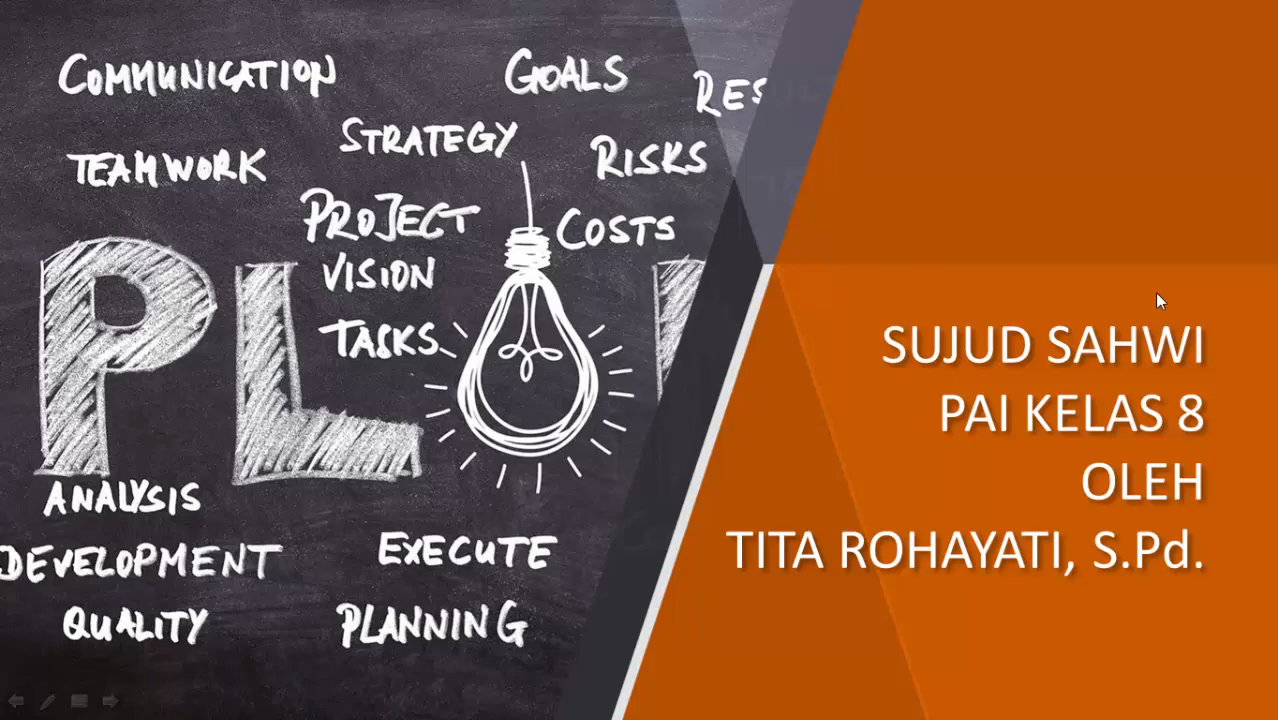 COMMUNICATION
GOALS
STRATEGY
TEAMWORK
RISKS
PROJECT
COSTS
VISION
TASKS
PL
ANALYSIS
DEVELOPMENT
EXECUTE
QUALITY
PLANNING
SUJUD SAHWI
PAI KELAS 8
OLEH
TITA ROHAYATI, S.Pd.